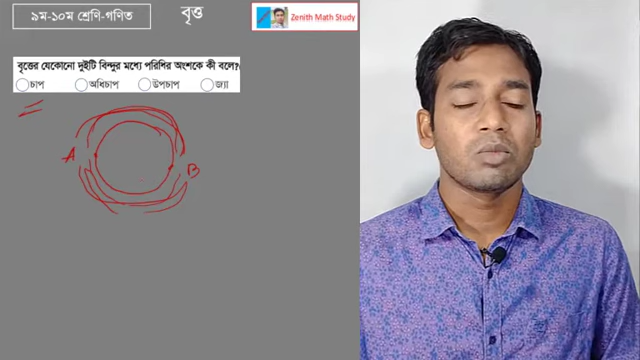 ৯ম-১০ম শ্রেণি-গণিত
বৃত্ত
Zenith Math Study
বৃত্তের যেকোনো দুইটি বিন্দুর মধ্যে পরিধির অংশকে কী বলে?
চাপ অধিচাপ উপচাপ জ্যা
A B